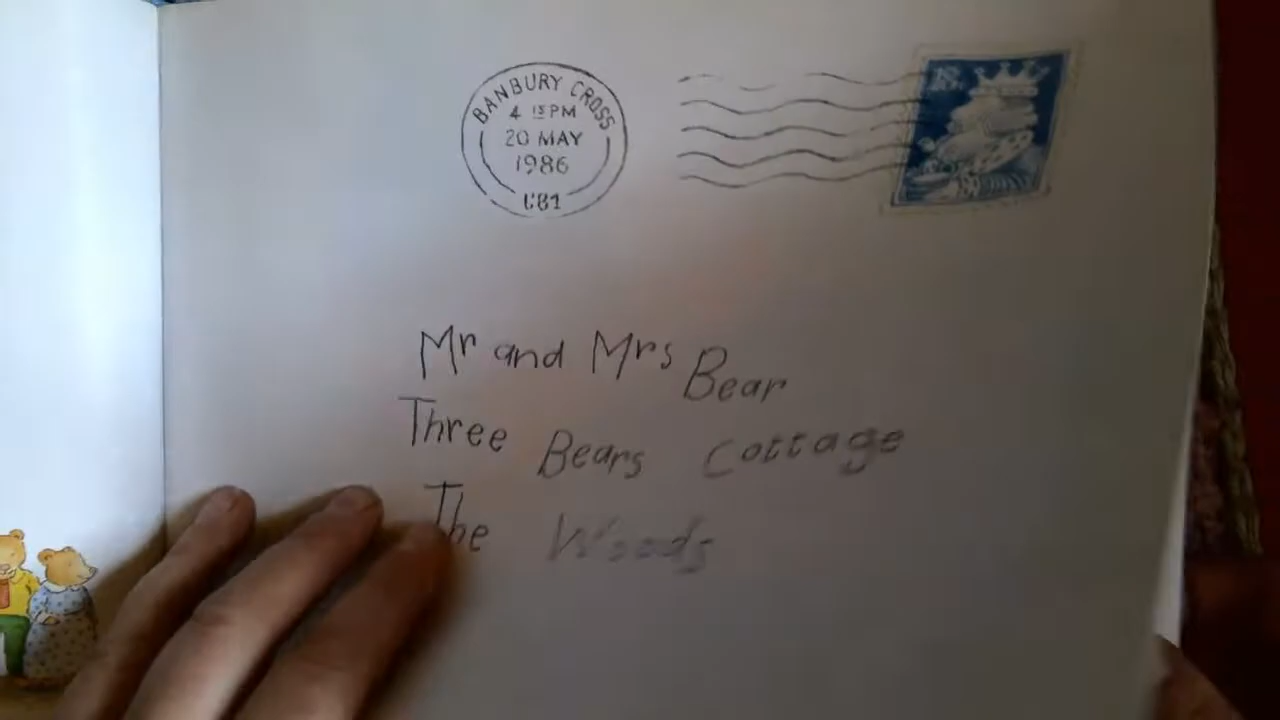 BANBURY CROSS
4 15 PM
20 MAY
1986
Mr and Mrs Bear
Three Bears Cottage
The Woods